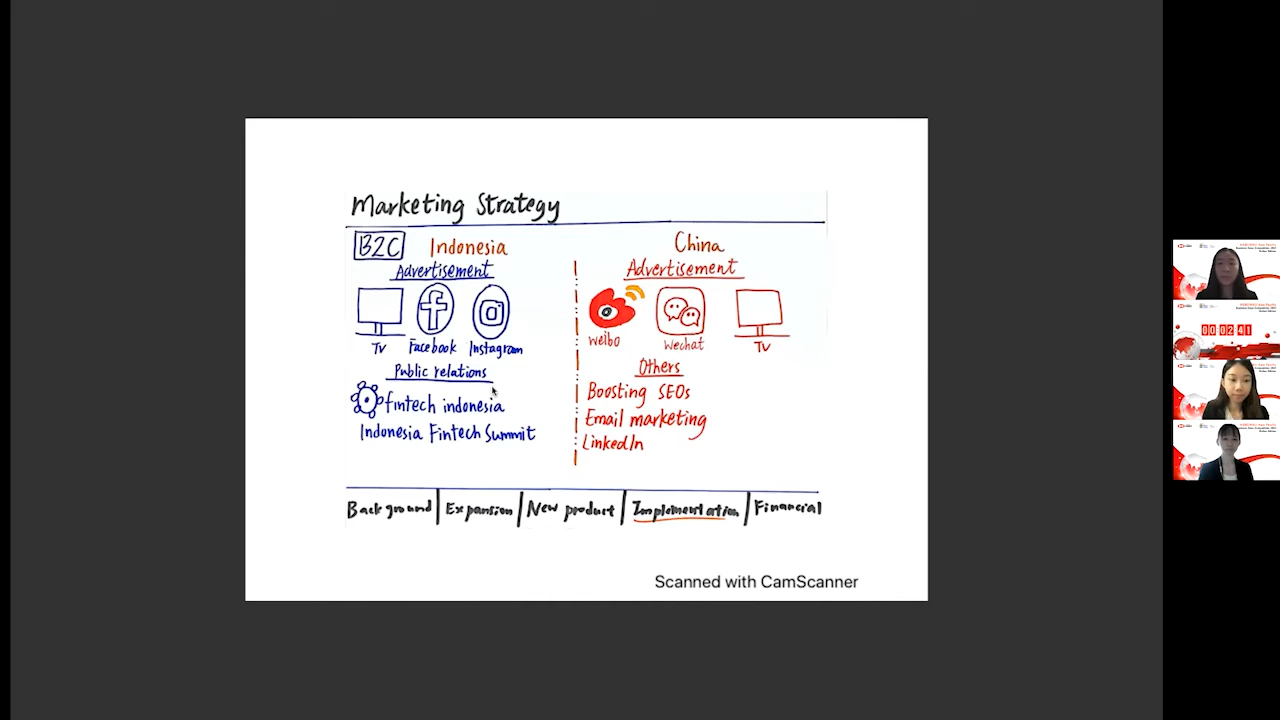 Marketing Strategy
B2C Indonesia
Advertisement
TV Facebook Instagram
Public relations
fintech indonesia
Indonesia Fintech Summit
China
Advertisement
weibo wechat TV
Others
Boosting SEOs
Email marketing
LinkedIn
Background Expansion New product Implementation Financial
Scanned with CamScanner
00:02:41